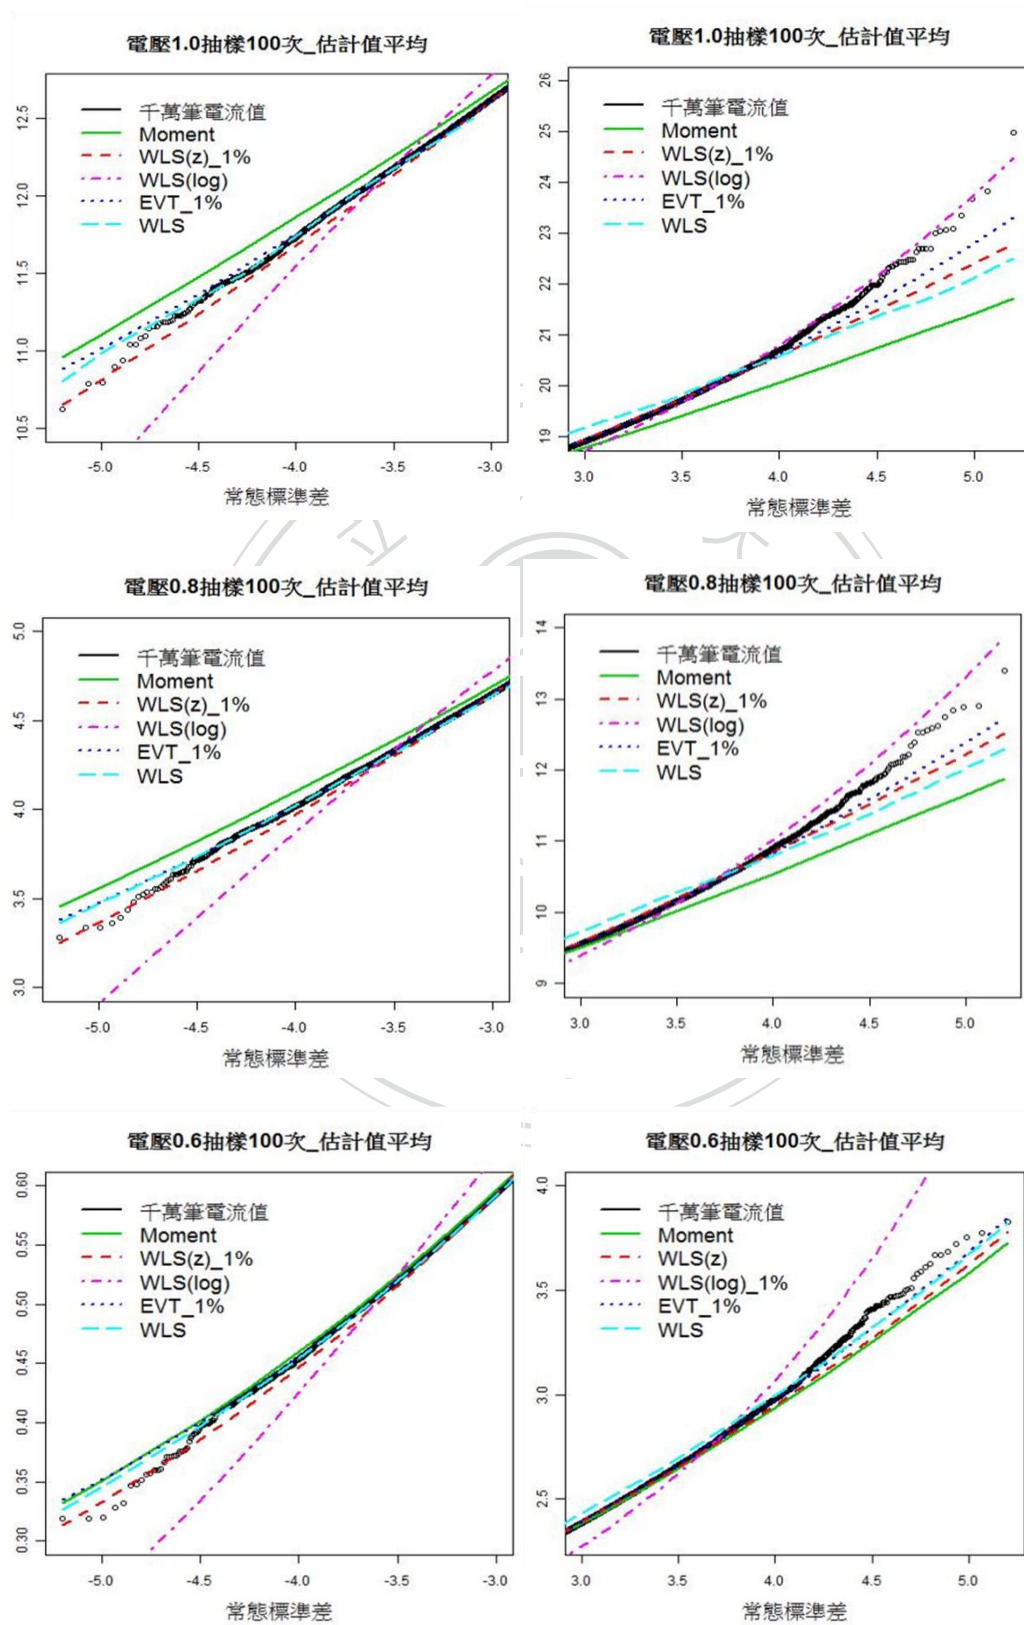 電壓1.0抽樣100次_估計值平均
千萬筆電流值
Moment
WLS(z)_1%
WLS(log)
EVT_1%
WLS
12.5
12.0
11.5
11.0
10.5
-5.0 -4.5 -4.0 -3.5 -3.0
常態標準差
電壓1.0抽樣100次_估計值平均
千萬筆電流值
Moment
WLS(z)_1%
WLS(log)
EVT_1%
WLS
26
25
24
23
22
21
20
19
3.0 3.5 4.0 4.5 5.0
常態標準差
電壓0.8抽樣100次_估計值平均
千萬筆電流值
Moment
WLS(z)_1%
WLS(log)
EVT_1%
WLS
5.0
4.5
4.0
3.5
3.0
-5.0 -4.5 -4.0 -3.5 -3.0
常態標準差
電壓0.8抽樣100次_估計值平均
千萬筆電流值
Moment
WLS(z)_1%
WLS(log)
EVT_1%
WLS
14
13
12
11
10
9
3.0 3.5 4.0 4.5 5.0
常態標準差
電壓0.6抽樣100次_估計值平均
千萬筆電流值
Moment
WLS(z)_1%
WLS(log)
EVT_1%
WLS
0.60
0.55
0.50
0.45
0.40
0.35
0.30
-5.0 -4.5 -4.0 -3.5 -3.0
常態標準差
電壓0.6抽樣100次_估計值平均
千萬筆電流值
Moment
WLS(z)
WLS(log)_1%
EVT_1%
WLS
4.0
3.5
3.0
2.5
3.0 3.5 4.0 4.5 5.0
常態標準差